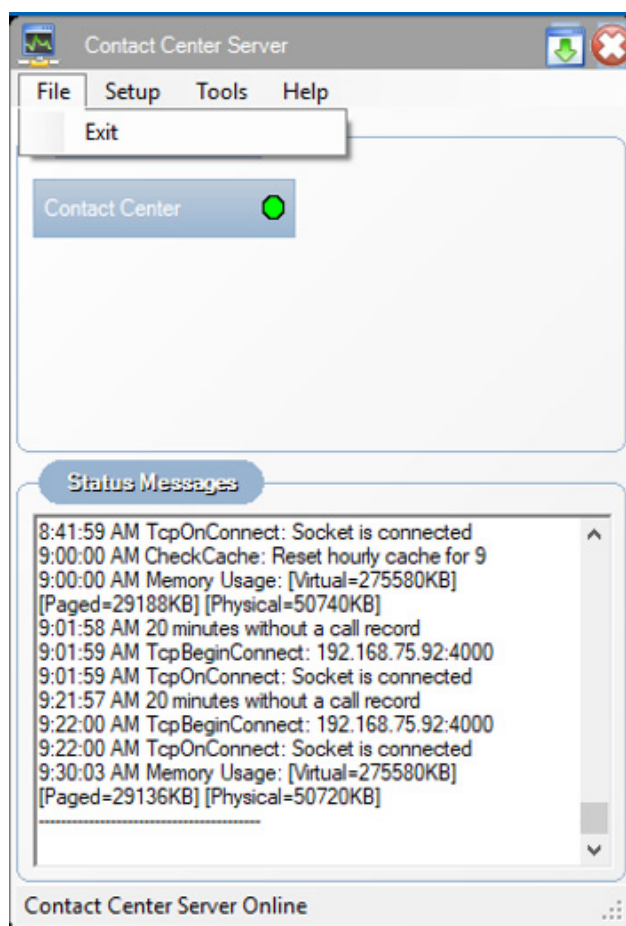 Contact Center Server
File Setup Tools Help
Exit
Contact Center
Status Messages
8:41:59 AM TcpOnConnect: Socket is connected
9:00:00 AM CheckCache: Reset hourly cache for 9
9:00:00 AM Memory Usage: [Virtual=275580KB]
[Paged=29188KB] [Physical=50740KB]
9:01:58 AM 20 minutes without a call record
9:01:59 AM TcpBeginConnect: 192.168.75.92:4000
9:01:59 AM TcpOnConnect: Socket is connected
9:21:57 AM 20 minutes without a call record
9:22:00 AM TcpBeginConnect: 192.168.75.92:4000
9:22:00 AM TcpOnConnect: Socket is connected
9:30:03 AM Memory Usage: [Virtual=275580KB]
[Paged=29136KB] [Physical=50720KB]
----------------------------------------
Contact Center Server Online